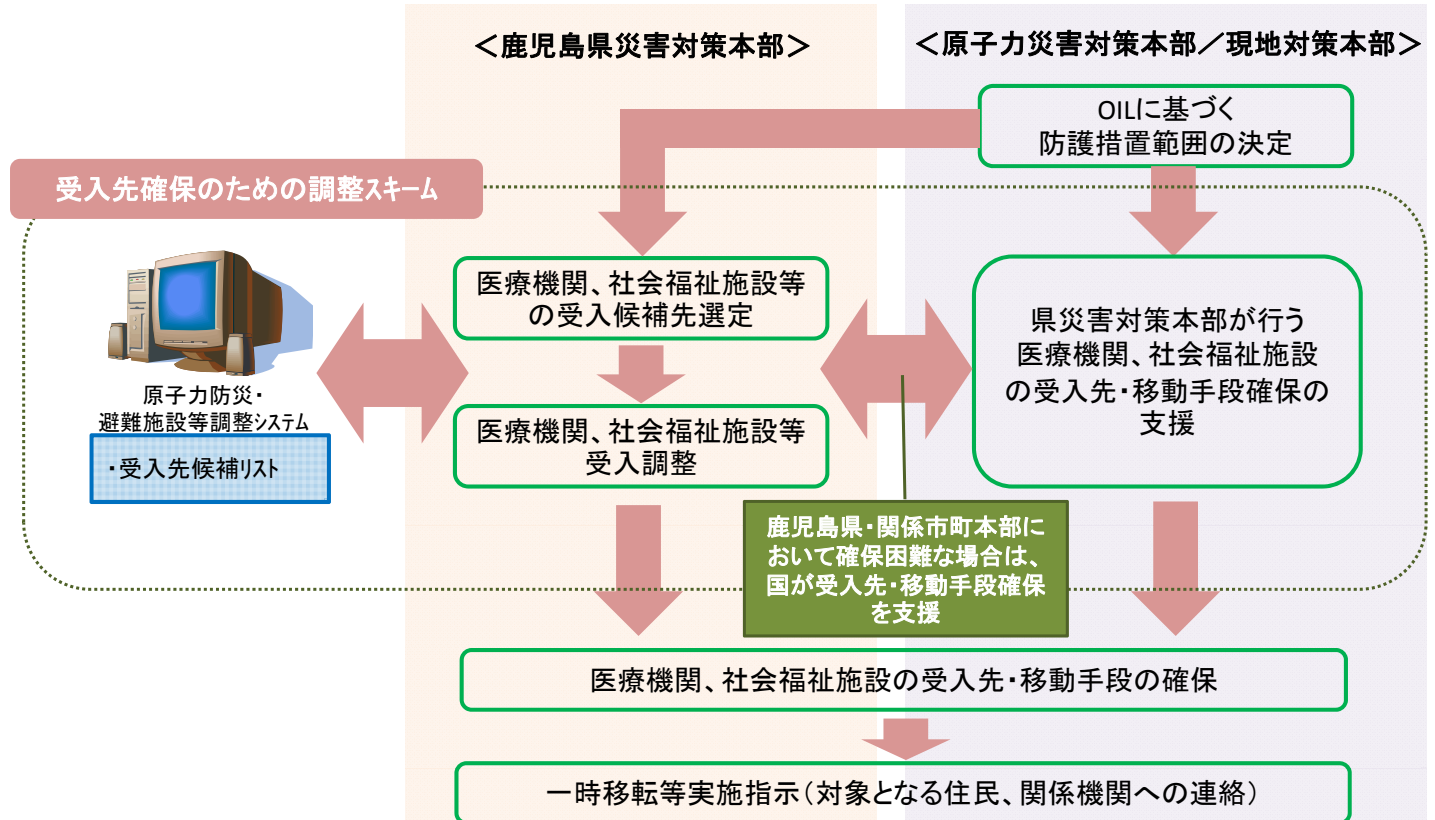 ＜鹿児島県災害対策本部＞
＜原子力災害対策本部／現地対策本部＞
OILに基づく
防護措置範囲の決定
受入先確保のための調整スキーム
医療機関、社会福祉施設等
の受入候補先選定
県災害対策本部が行う
医療機関、社会福祉施設
の受入先・移動手段確保の
支援
原子力防災・
避難施設等調整システム
・受入先候補リスト
医療機関、社会福祉施設等
受入調整
鹿児島県・関係市町本部に
おいて確保困難な場合は、
国が受入先・移動手段確保
を支援
医療機関、社会福祉施設の受入先・移動手段の確保
一時移転等実施指示（対象となる住民、関係機関への連絡）